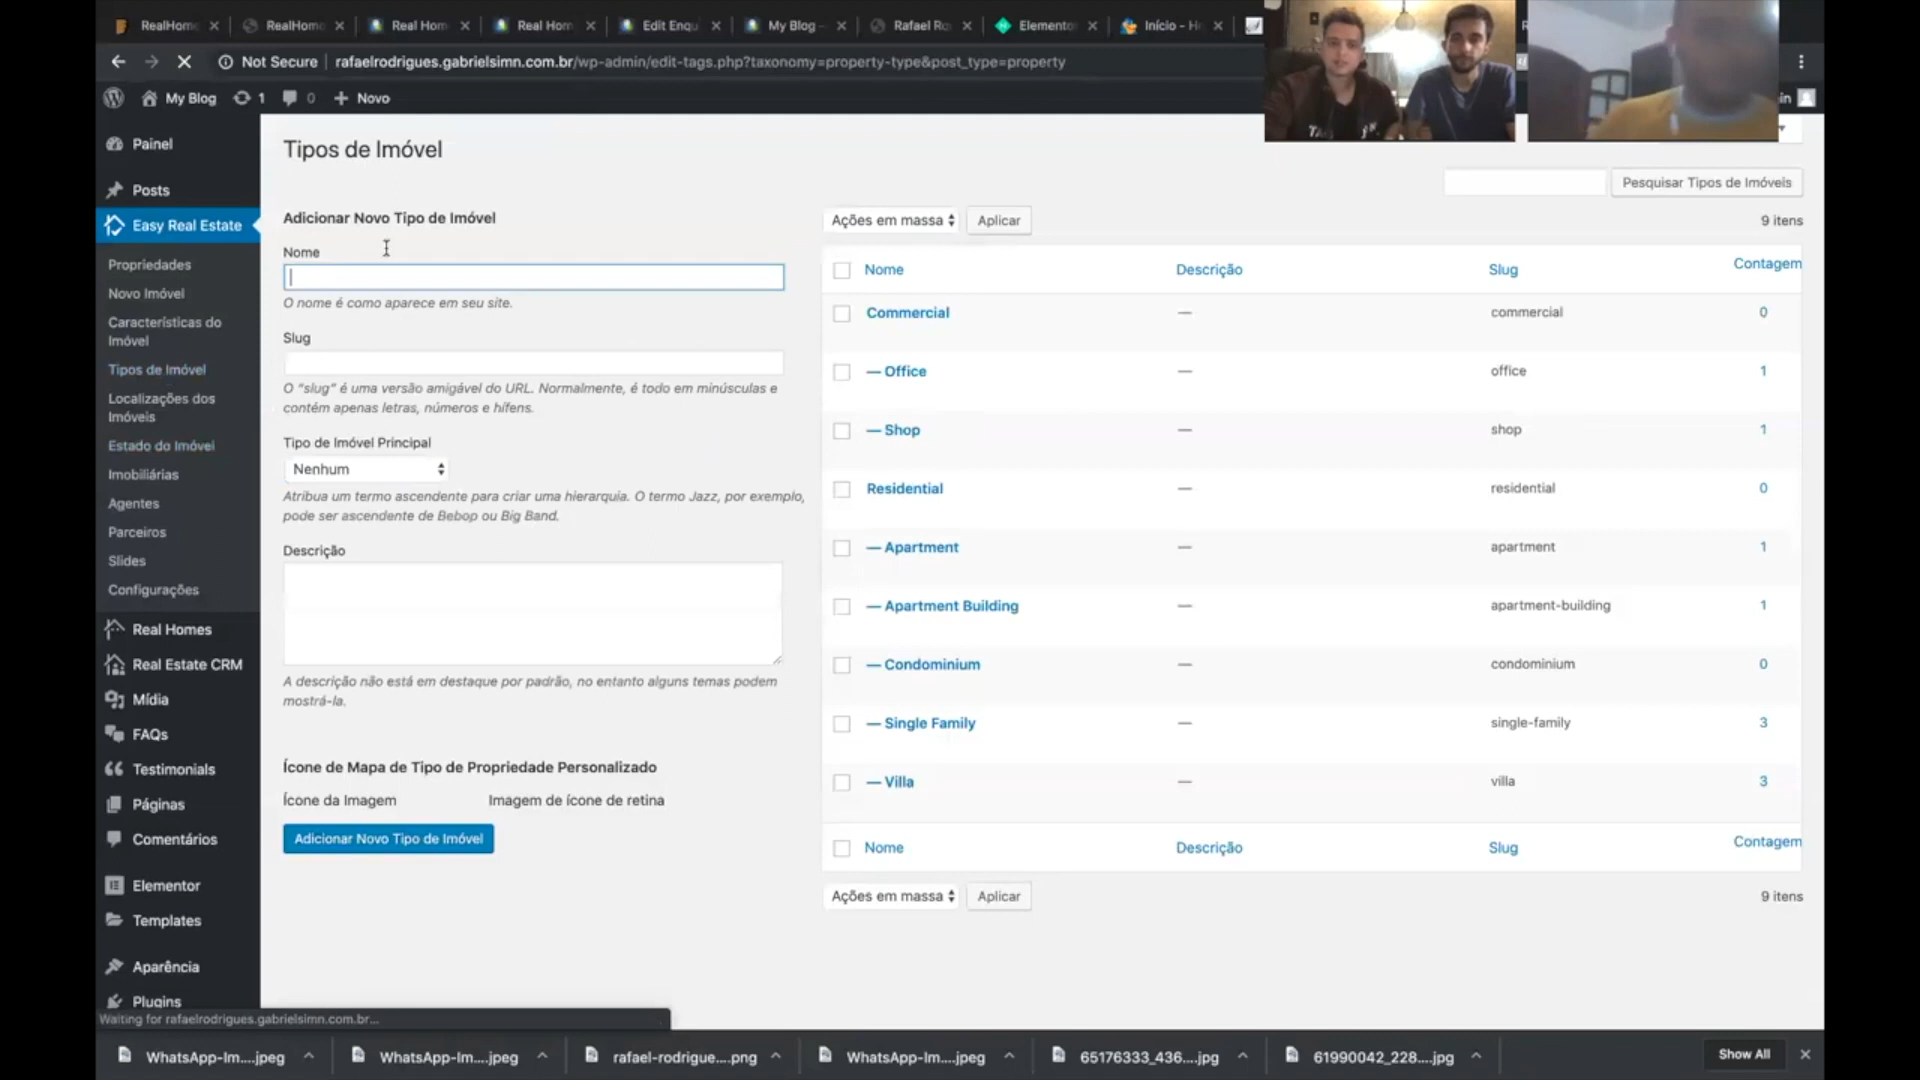 RealHom
RealHom
Real Hom
Real Hom
Edit Enqu
My Blog –
Rafael Ro
Elemento
Início - H
Not Secure
rafaelrodrigues.gabrielsimn.com.br/wp-admin/edit-tags.php?taxonomy=property-type&post_type=property
My Blog
1
0
Novo
in
Painel
Posts
Easy Real Estate
Propriedades
Novo Imóvel
Características do
Imóvel
Tipos de Imóvel
Localizações dos
Imóveis
Estado do Imóvel
Imobiliárias
Agentes
Parceiros
Slides
Configurações
Real Homes
Real Estate CRM
Mídia
FAQs
Testimonials
Páginas
Comentários
Elementor
Templates
Aparência
Plugins
Tipos de Imóvel
Adicionar Novo Tipo de Imóvel
Nome
O nome é como aparece em seu site.
Slug
O "slug" é uma versão amigável do URL. Normalmente, é todo em minúsculas e
contém apenas letras, números e hífens.
Tipo de Imóvel Principal
Nenhum
Atribua um termo ascendente para criar uma hierarquia. O termo Jazz, por exemplo,
pode ser ascendente de Bebop ou Big Band.
Descrição
A descrição não está em destaque por padrão, no entanto alguns temas podem
mostrá-la.
Ícone de Mapa de Tipo de Propriedade Personalizado
Ícone da Imagem Imagem de ícone de retina
Adicionar Novo Tipo de Imóvel
Pesquisar Tipos de Imóveis
Ações em massa Aplicar 9 itens
Nome Descrição Slug Contagem
Commercial — commercial 0
— Office — office 1
— Shop — shop 1
Residential — residential 0
— Apartment — apartment 1
— Apartment Building — apartment-building 1
— Condominium — condominium 0
— Single Family — single-family 3
— Villa — villa 3
Nome Descrição Slug Contagem
Ações em massa Aplicar 9 itens
Waiting for rafaelrodrigues.gabrielsimn.com.br...
WhatsApp-Im....jpeg
WhatsApp-Im....jpeg
rafael-rodrigue....png
WhatsApp-Im....jpeg
65176333_436....jpg
61990042_228....jpg
Show All